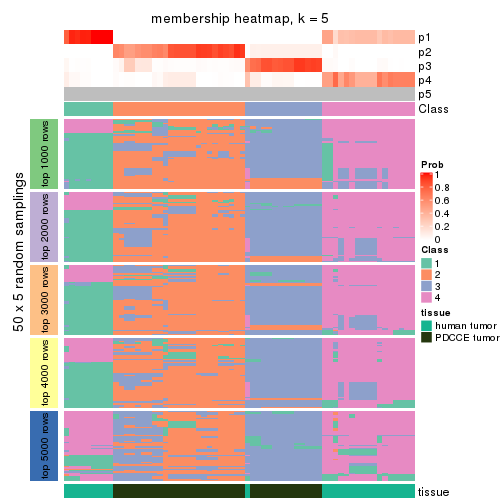 membership heatmap, k = 5
p1
p2
p3
p4
p5
Class
50 x 5 random samplings
top 1000 rows
top 2000 rows
top 3000 rows
top 4000 rows
top 5000 rows
tissue
Prob
1
0.8
0.6
0.4
0.2
0
Class
1
2
3
4
tissue
human tumor
PDCCE tumor